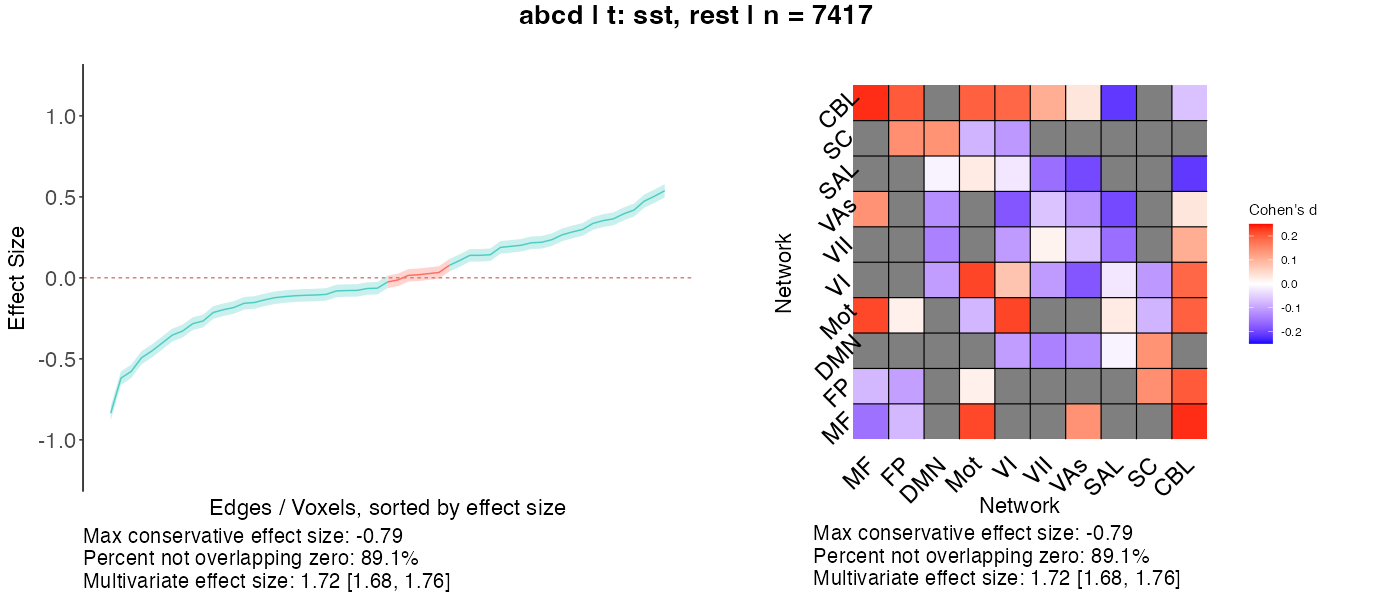 abcd | t: sst, rest | n = 7417
Effect Size
1.0
0.5
0.0
-0.5
-1.0
Edges / Voxels, sorted by effect size
Max conservative effect size: -0.79
Percent not overlapping zero: 89.1%
Multivariate effect size: 1.72 [1.68, 1.76]
Network
CBL
SC
SAL
VAs
VII
VI
Mot
DMN
FP
MF
MF FP DMN Mot VI VII VAs SAL SC CBL
Network
Max conservative effect size: -0.79
Percent not overlapping zero: 89.1%
Multivariate effect size: 1.72 [1.68, 1.76]
Cohen's d
0.2
0.1
0.0
-0.1
-0.2